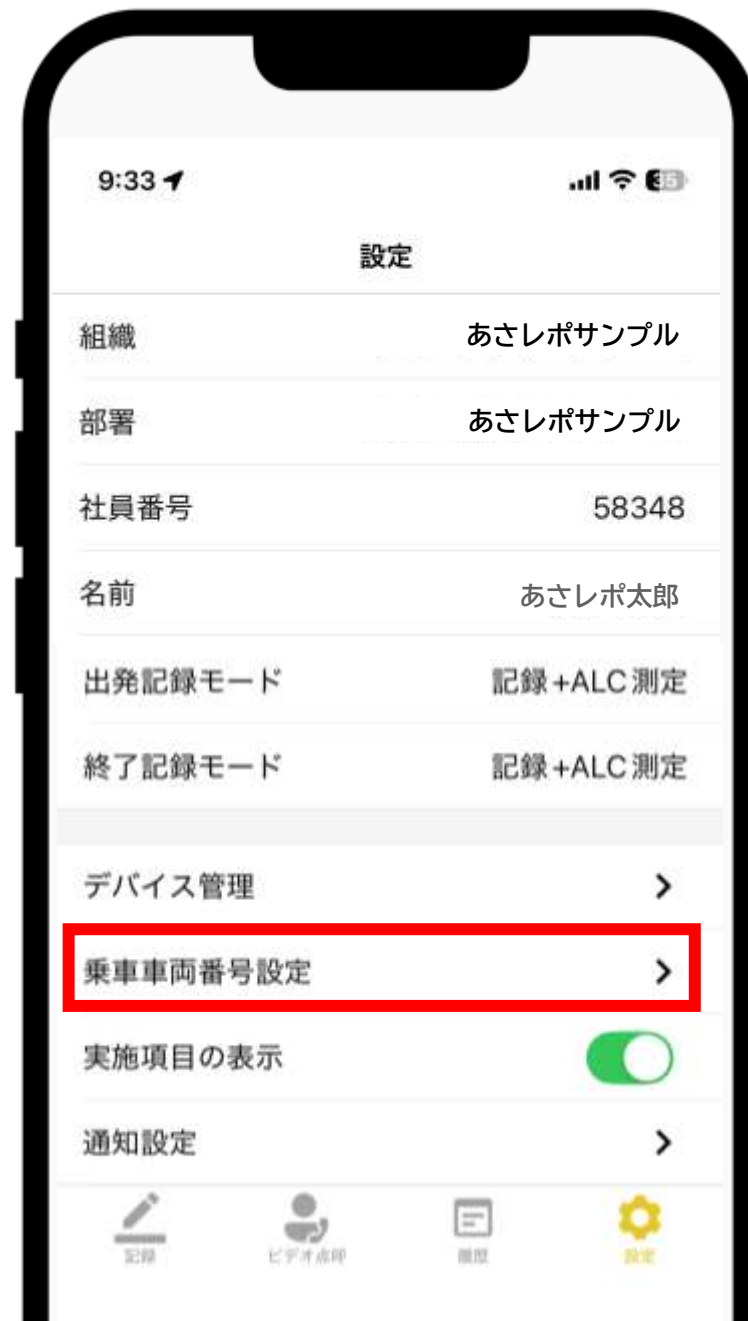 9:33
35
設定
組織 あさレポサンプル
部署 あさレポサンプル
社員番号 58348
名前 あさレポ太郎
出発記録モード 記録+ALC測定
終了記録モード 記録+ALC測定
デバイス管理
乗車車両番号設定
実施項目の表示
通知設定
記録 ビデオ点呼 履歴 設定